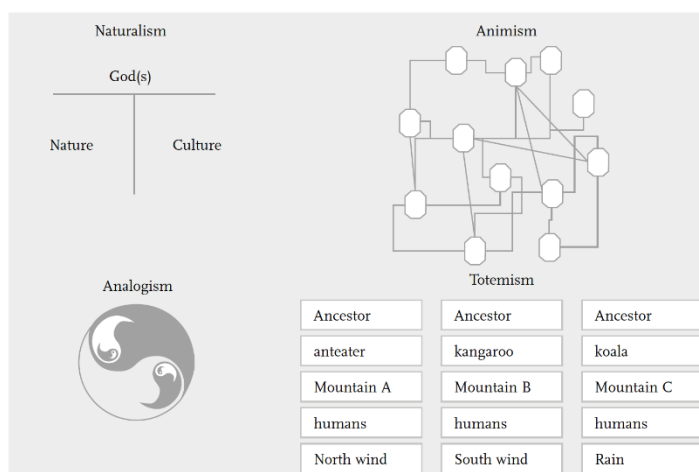 Naturalism
God(s)
Nature Culture
Animism
Analogism
Totemism
Ancestor Ancestor Ancestor
anteater kangaroo koala
Mountain A Mountain B Mountain C
humans humans humans
North wind South wind Rain